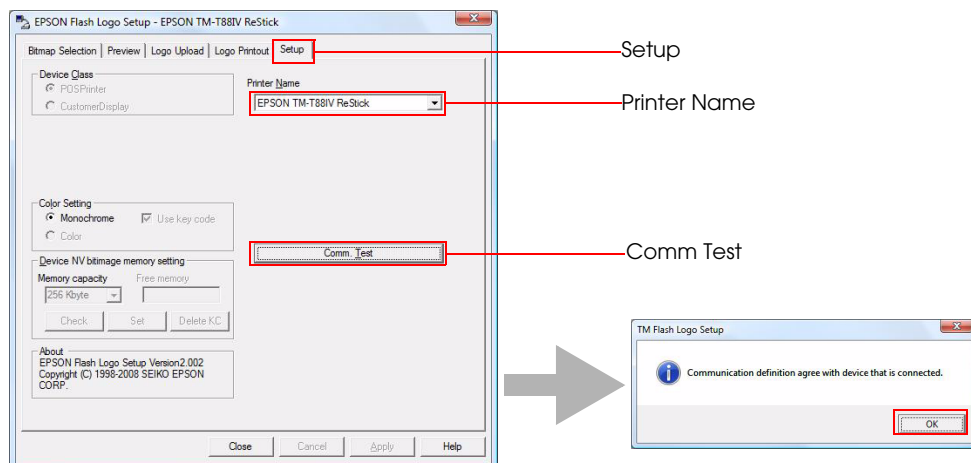 EPSON Flash Logo Setup - EPSON TM-T88IV ReStick
Bitmap Selection Preview Logo Upload Logo Printout Setup
Setup
Device Class
POSPrinter
CustomerDisplay
Printer Name
EPSON TM-T88IV ReStick
Printer Name
Color Setting
Monochrome Use key code
Color
Comm. Test
Comm Test
Device NV bitimage memory setting
Memory capacity Free memory
256 Kbyte
Check Set Delete KC
About
EPSON Flash Logo Setup Version2.002
Copyright (C) 1998-2008 SEIKO EPSON
CORP.
Close Cancel Apply Help
TM Flash Logo Setup
Communication definition agree with device that is connected.
OK